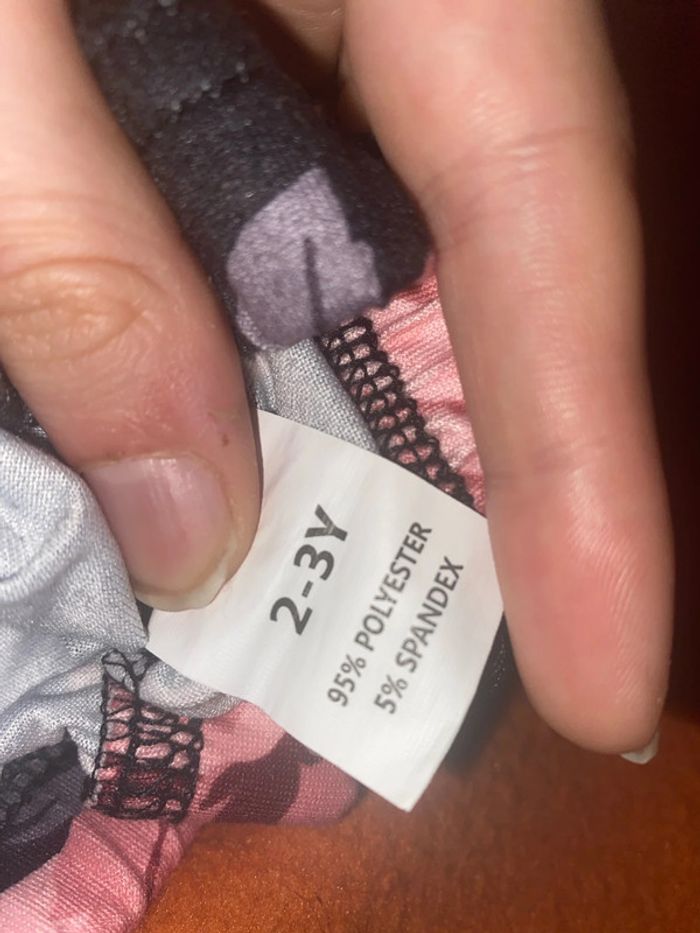 2-3Y
95% POLYESTER
5% SPANDEX